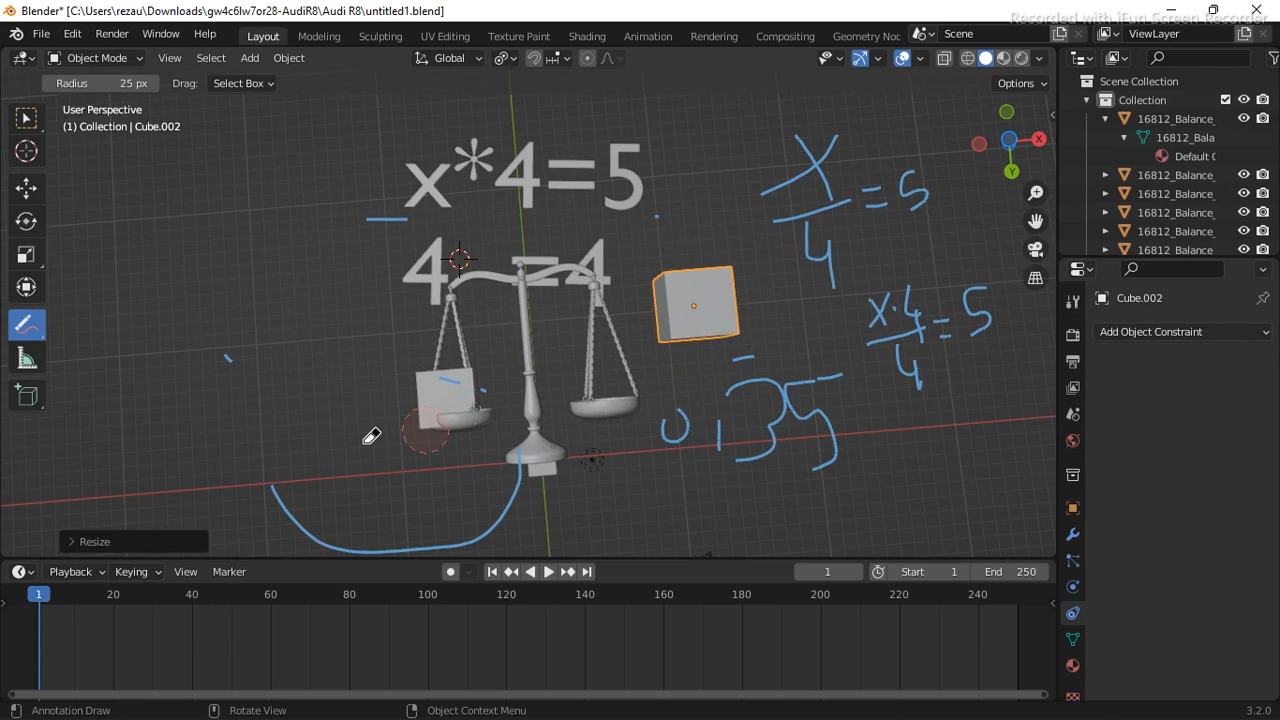 Blender* [C:\Users\rezau\Downloads\gw4c6lw7or28-AudiR8\Audi R8\untitled1.blend]
Recorded with iFun Screen Recorder
File Edit Render Window Help Layout Modeling Sculpting UV Editing Texture Paint Shading Animation Rendering Compositing Geometry Noc Scene ViewLayer
Object Mode View Select Add Object Global
Radius 25 px Drag: Select Box Options
User Perspective
(1) Collection | Cube.002
x*4=5
4 =4
X
4
=5
x·4
4
=5
0,35
X
Y
Resize
Scene Collection
Collection
16812_Balance_
16812_Bala
Default
16812_Balance_
16812_Balance_
16812_Balance_
16812_Balance_
16812_Balance_
Cube.002
Add Object Constraint
Playback Keying View Marker 1 Start 1 End 250
1 20 40 60 80 100 120 140 160 180 200 220 240
Annotation Draw Rotate View Object Context Menu 3.2.0